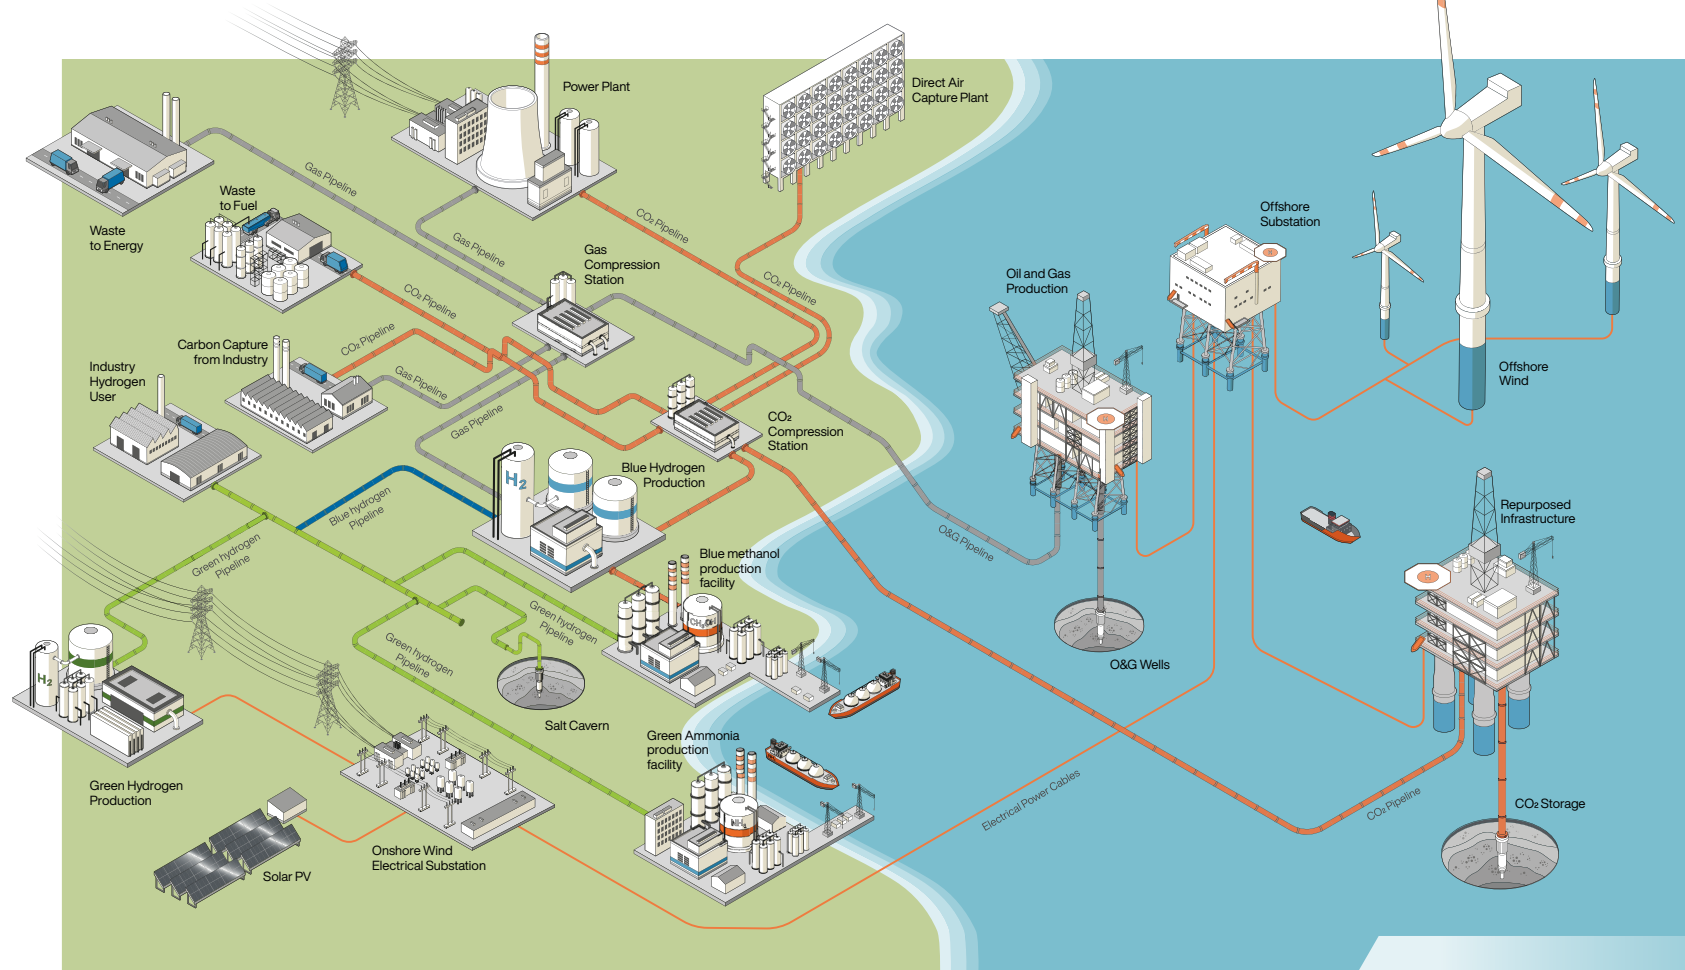 Power Plant
Direct Air
Capture Plant
Gas Pipeline
Waste
to Fuel
Waste
to Energy
CO₂ Pipeline
Gas Pipeline
Gas
Compression
Station
CO₂ Pipeline
CO₂ Pipeline
Offshore
Substation
Oil and Gas
Production
Carbon Capture
from Industry
CO₂ Pipeline
Industry
Hydrogen
User
Gas Pipeline
Gas Pipeline
CO₂
Compression
Station
Offshore
Wind
H₂
Blue Hydrogen
Production
Blue hydrogen
Pipeline
O&G Pipeline
Repurposed
Infrastructure
Green hydrogen
Pipeline
Blue methanol
production
facility
CH₃OH
Green hydrogen
Pipeline
Green hydrogen
Pipeline
O&G Wells
H₂
Salt Cavern
Green Ammonia
production
facility
NH₃
Green Hydrogen
Production
Electrical Power Cables
CO₂ Pipeline
CO₂ Storage
Onshore Wind
Electrical Substation
Solar PV